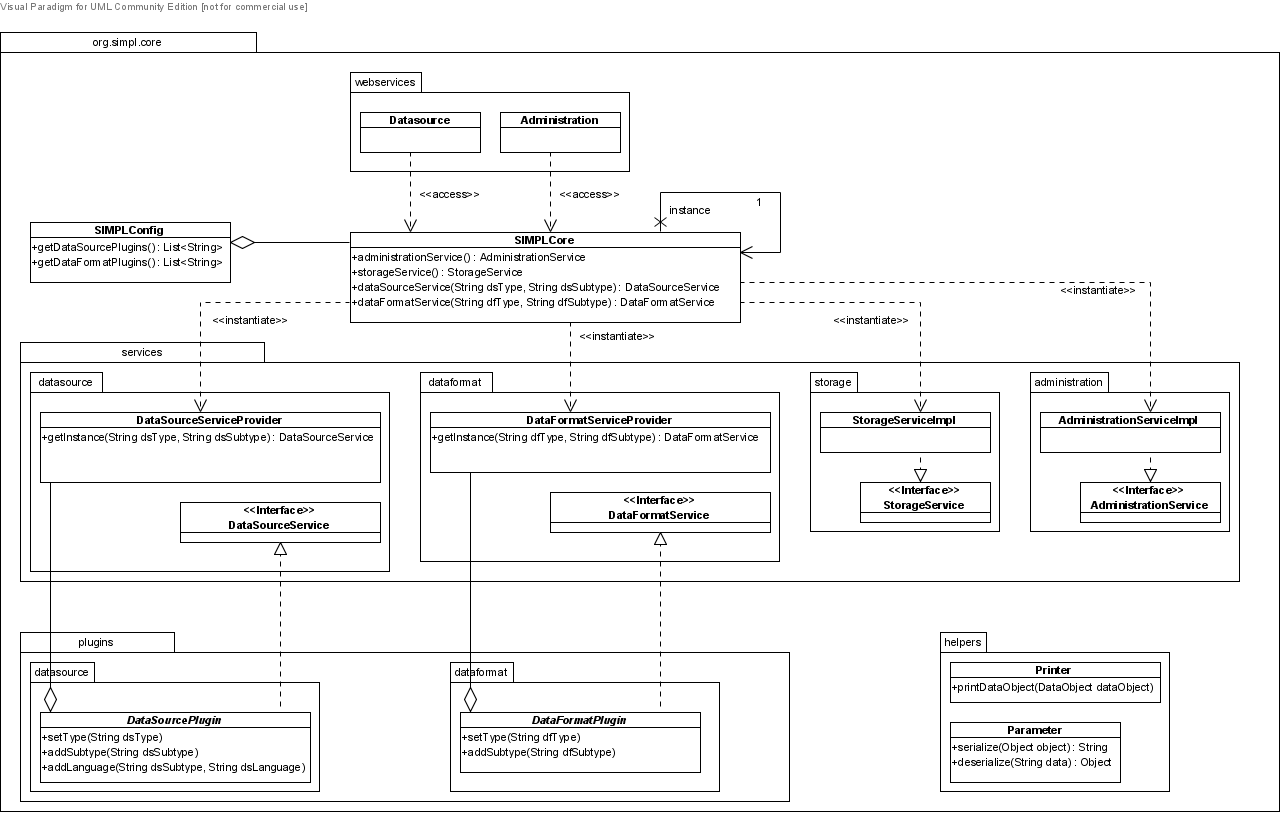 Visual Paradigm for UML Community Edition [not for commercial use]
org.simpl.core
webservices
Datasource
Administration
<<access>>
<<access>>
instance
1
SIMPLConfig
+getDataSourcePlugins() : List<String>
+getDataFormatPlugins() : List<String>
SIMPLCore
+administrationService() : AdministrationService
+storageService() : StorageService
+dataSourceService(String dsType, String dsSubtype) : DataSourceService
+dataFormatService(String dfType, String dfSubtype) : DataFormatService
<<instantiate>>
<<instantiate>>
<<instantiate>>
<<instantiate>>
services
datasource
DataSourceServiceProvider
+getInstance(String dsType, String dsSubtype) : DataSourceService
<<Interface>>
DataSourceService
dataformat
DataFormatServiceProvider
+getInstance(String dfType, String dfSubtype) : DataFormatService
<<Interface>>
DataFormatService
storage
StorageServiceImpl
<<Interface>>
StorageService
administration
AdministrationServiceImpl
<<Interface>>
AdministrationService
plugins
datasource
DataSourcePlugin
+setType(String dsType)
+addSubtype(String dsSubtype)
+addLanguage(String dsSubtype, String dsLanguage)
dataformat
DataFormatPlugin
+setType(String dfType)
+addSubtype(String dfSubtype)
helpers
Printer
+printDataObject(DataObject dataObject)
Parameter
+serialize(Object object) : String
+deserialize(String data) : Object